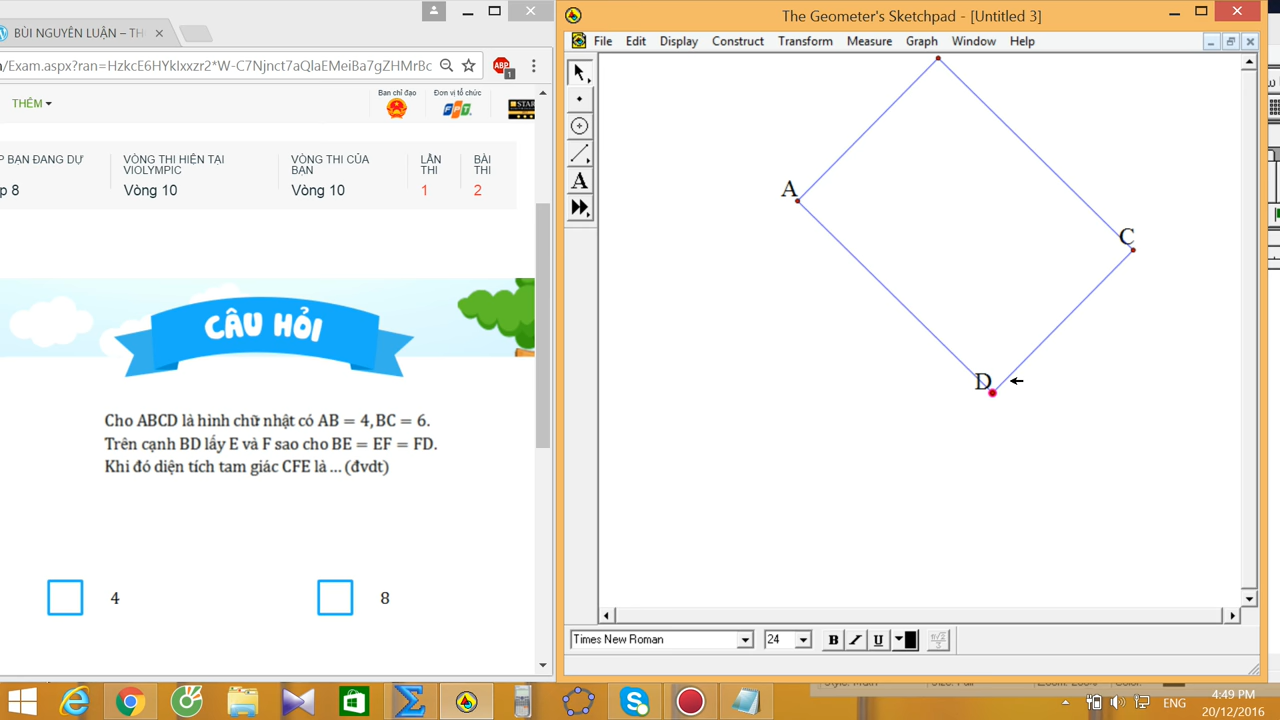 The Geometer's Sketchpad - [Untitled 3]
BÙI NGUYÊN LUẬN – TH
File Edit Display Construct Transform Measure Graph Window Help
/Exam.aspx?ran=HzkcE6HYklxxzr2*W-C7Njnct7aQlaEMeiBa7gZHMrBc
ABP
1
THÊM
Ban chỉ đạo
Đơn vị tổ chức
FPT
STAR
P BẠN ĐANG DỰ
p 8
VÒNG THI HIỆN TẠI VIOLYMPIC
Vòng 10
VÒNG THI CỦA BẠN
Vòng 10
LẦN THI
1
BÀI THI
2
CÂU HỎI
Cho ABCD là hình chữ nhật có AB = 4, BC = 6.
Trên cạnh BD lấy E và F sao cho BE = EF = FD.
Khi đó diện tích tam giác CFE là ... (đvdt)
4
8
A
A
C
D
Times New Roman
24
B I U
ENG
4:49 PM
20/12/2016